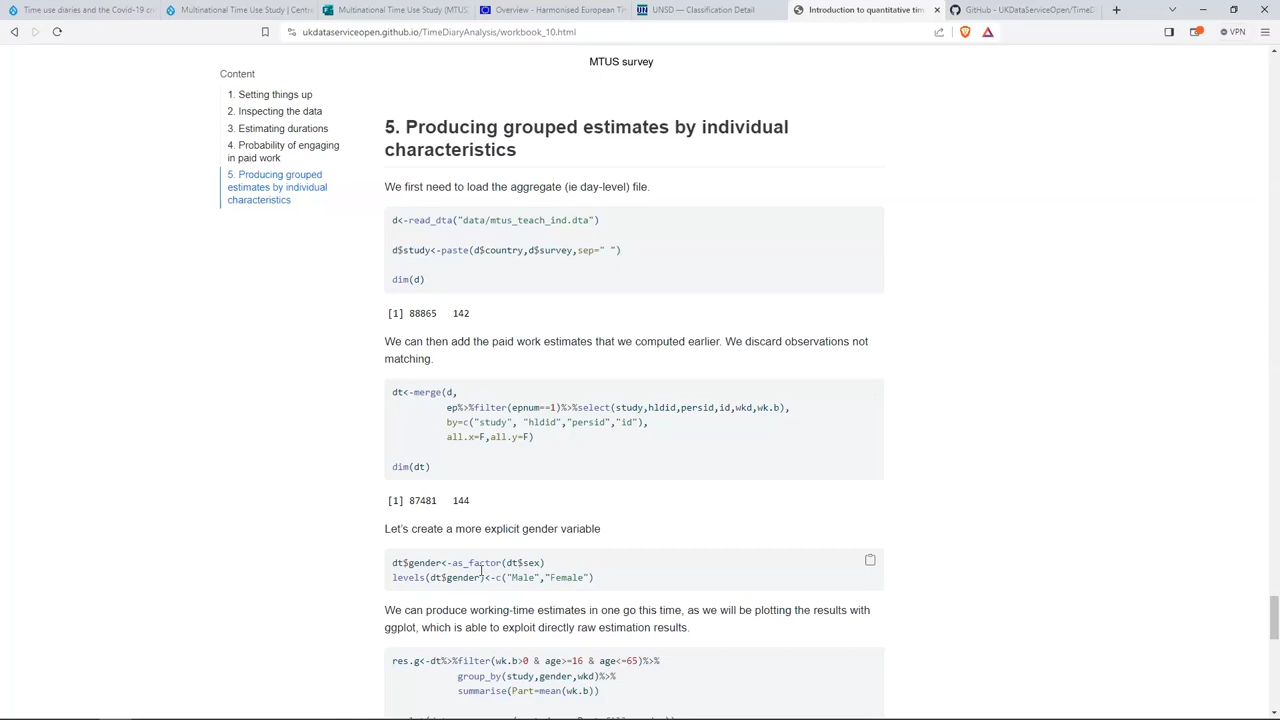 Time use diaries and the Covid-19 cr
Multinational Time Use Study | Centr
Multinational Time Use Study (MTUS)
Overview - Harmonised European Ti
UNSD — Classification Detail
Introduction to quantitative tim
GitHub - UKDataServiceOpen/TimeD
ukdataserviceopen.github.io/TimeDiaryAnalysis/workbook_10.html
VPN
MTUS survey
Content
1. Setting things up
2. Inspecting the data
3. Estimating durations
4. Probability of engaging
in paid work
5. Producing grouped
estimates by individual
characteristics
5. Producing grouped estimates by individual
characteristics
We first need to load the aggregate (ie day-level) file.
d<-read_dta("data/mtus_teach_ind.dta")
d$study<-paste(d$country,d$survey,sep=" ")
dim(d)
[1] 88865 142
We can then add the paid work estimates that we computed earlier. We discard observations not
matching.
dt<-merge(d,
ep%>%filter(epnum==1)%>%select(study,hldid,persid,id,wkd,wk.b),
by=c("study", "hldid","persid","id"),
all.x=F,all.y=F)
dim(dt)
[1] 87481 144
Let's create a more explicit gender variable
dt$gender<-as_factor(dt$sex)
levels(dt$gender)<-c("Male","Female")
We can produce working-time estimates in one go this time, as we will be plotting the results with
ggplot, which is able to exploit directly raw estimation results.
res.g<-dt%>%filter(wk.b>0 & age>=16 & age<=65)%>%
group_by(study,gender,wkd)%>%
summarise(Part=mean(wk.b))